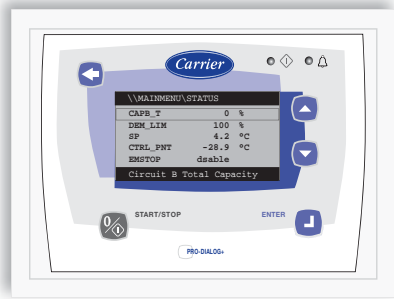 Carrier
\\MAINMENU\STATUS
CAPB_T 0 %
DEM_LIM 100 %
SP 4.2 °C
CTRL_PNT -28.9 °C
EMSTOP dsable
Circuit B Total Capacity
START/STOP
ENTER
PRO-DIALOG+